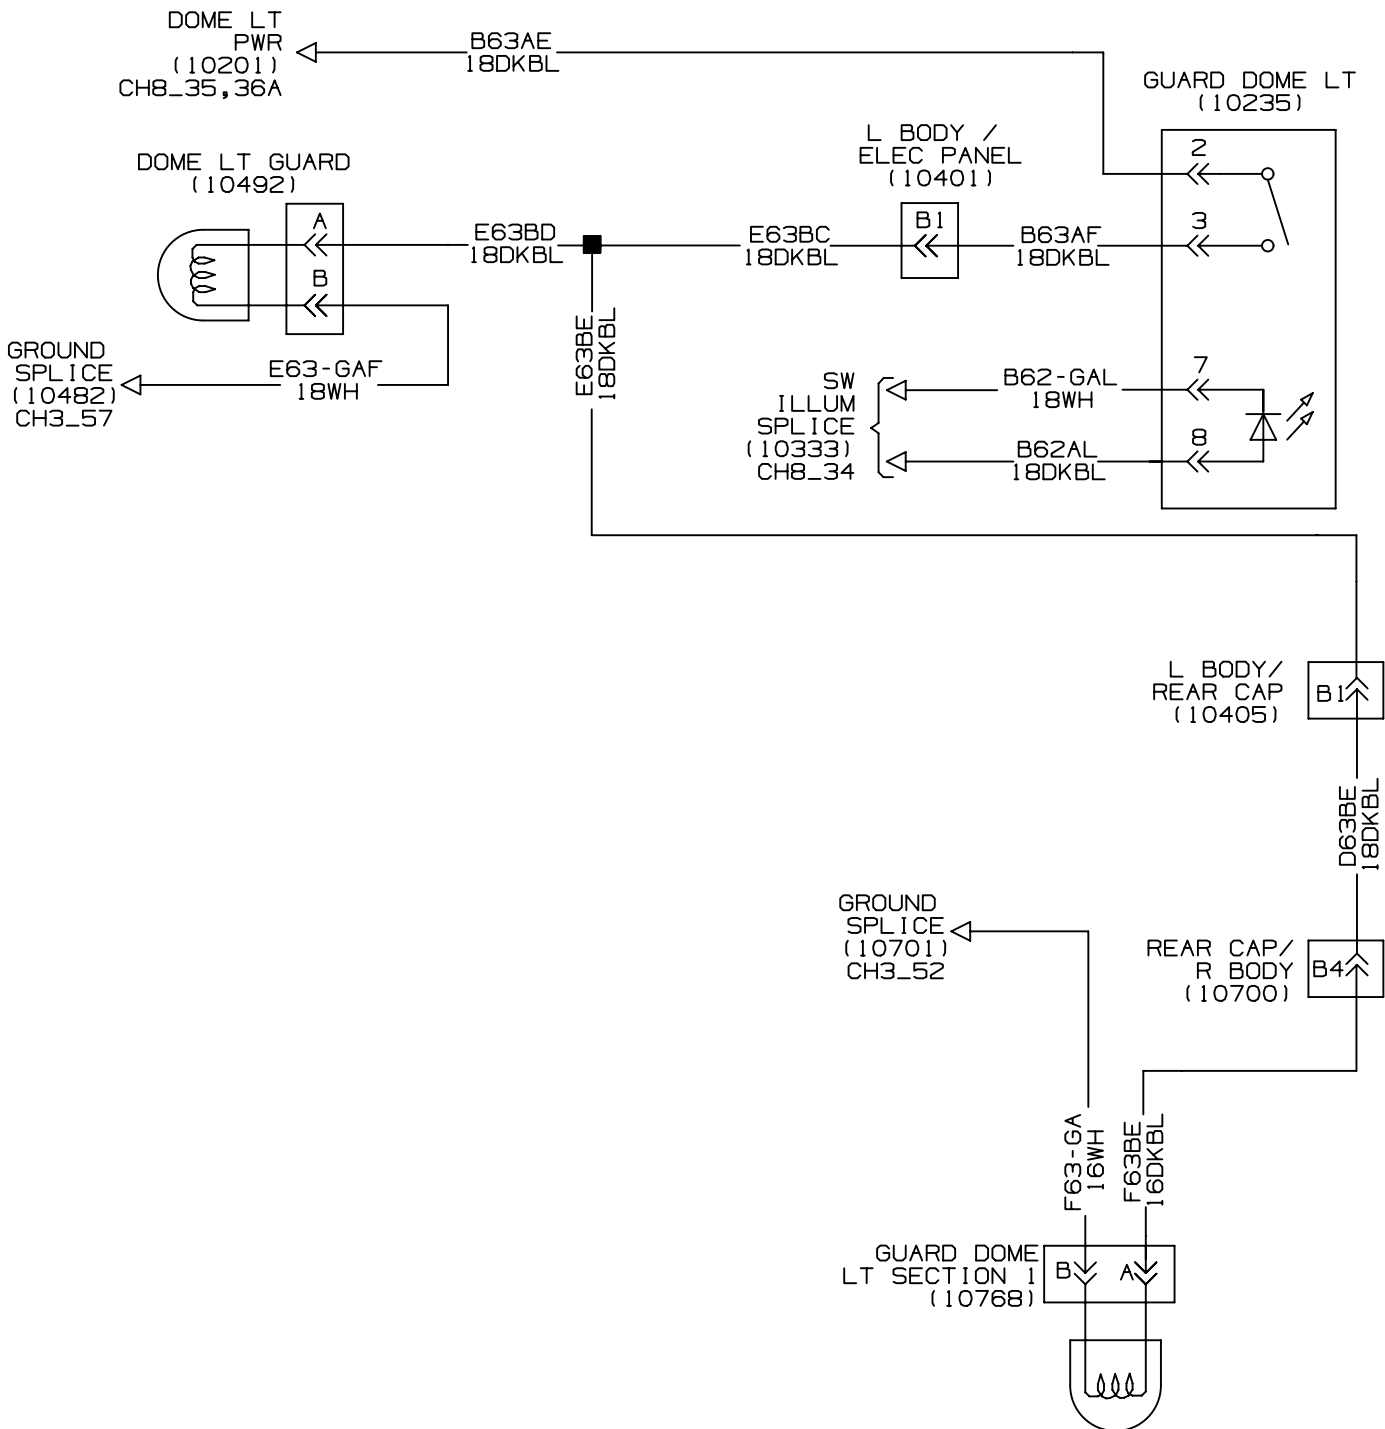 DOME LT
PWR
(10201)
CH8_35,36A
B63AE
18DKBL
GUARD DOME LT
(10235)
2
3
7
8
L BODY /
ELEC PANEL
(10401)
B1
DOME LT GUARD
(10492)
A
B
E63BD
18DKBL
E63BC
18DKBL
B63AF
18DKBL
GROUND
SPLICE
(10482)
CH3_57
E63-GAF
18WH
E63BE
18DKBL
SW
ILLUM
SPLICE
(10333)
CH8_34
B62-GAL
18WH
B62AL
18DKBL
L BODY/
REAR CAP
(10405)
B1
D63BE
18DKBL
GROUND
SPLICE
(10701)
CH3_52
REAR CAP/
R BODY
(10700)
B4
F63-GA
16WH
F63BE
16DKBL
GUARD DOME
LT SECTION 1
(10768)
B
A